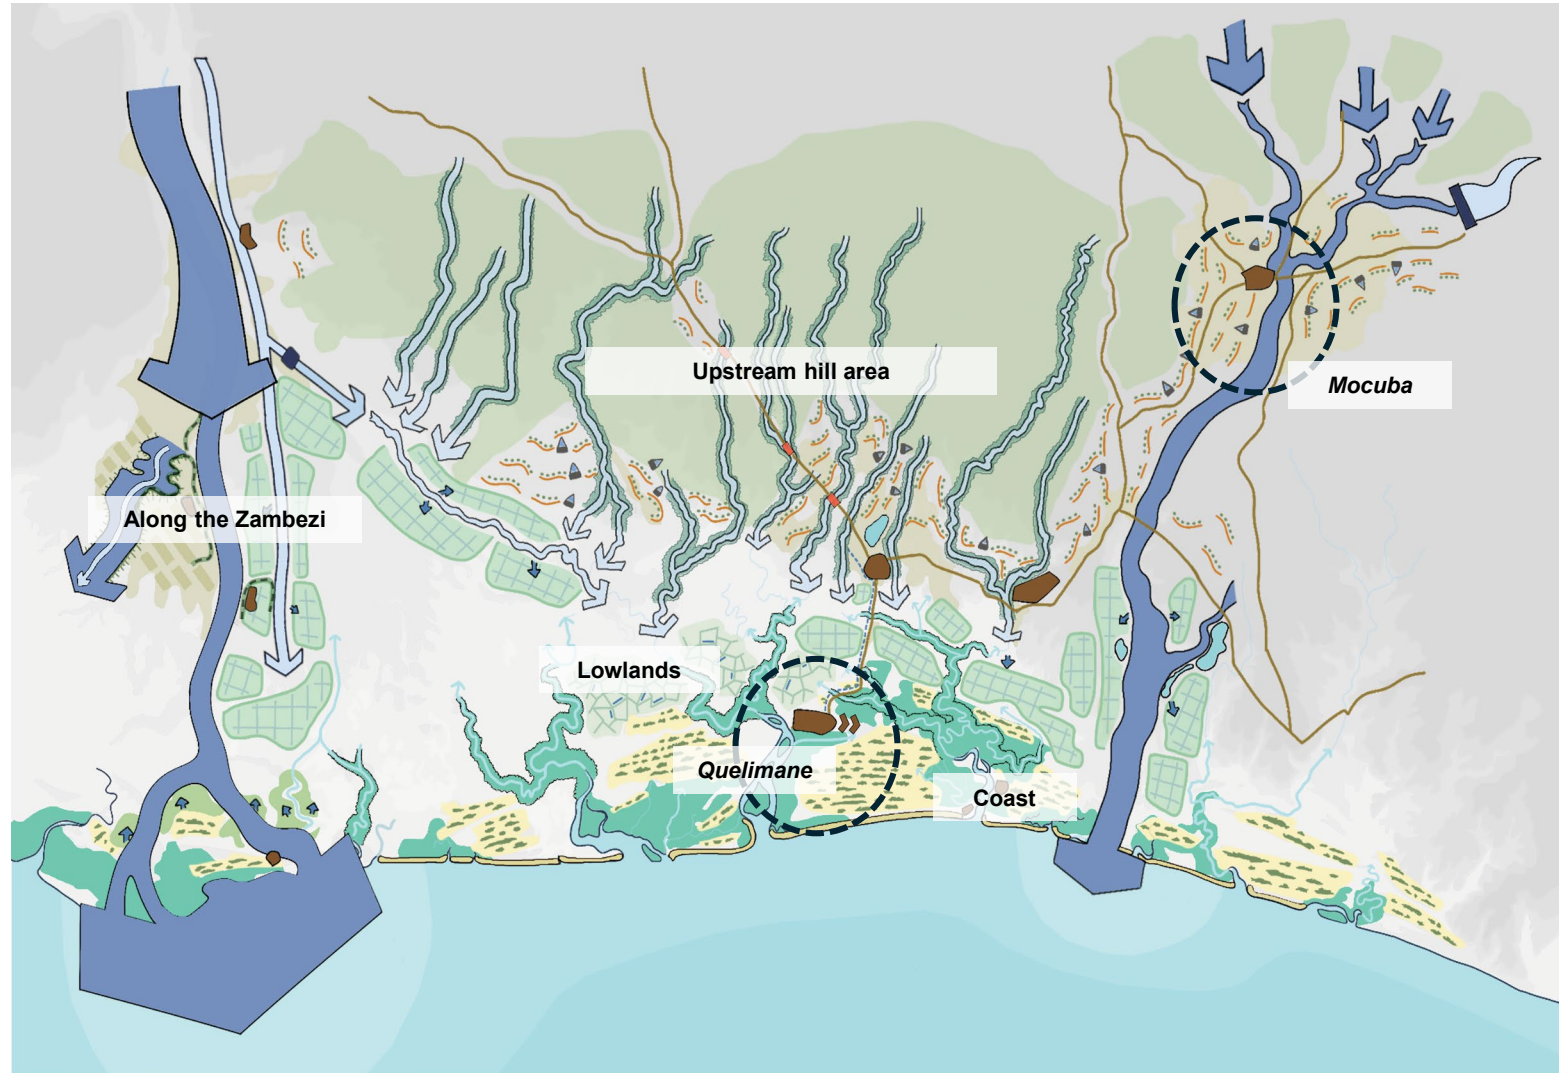 Upstream hill area
Mocuba
Along the Zambezi
Lowlands
Quelimane
Coast